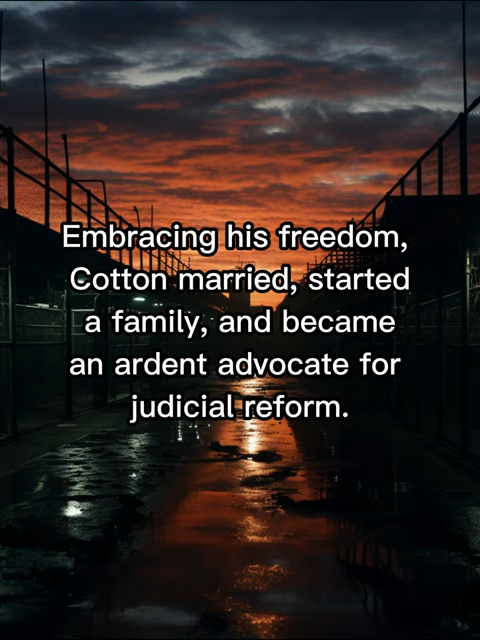 Embracing his freedom,
Cotton married, started
a family, and became
an ardent advocate for
judicial reform.